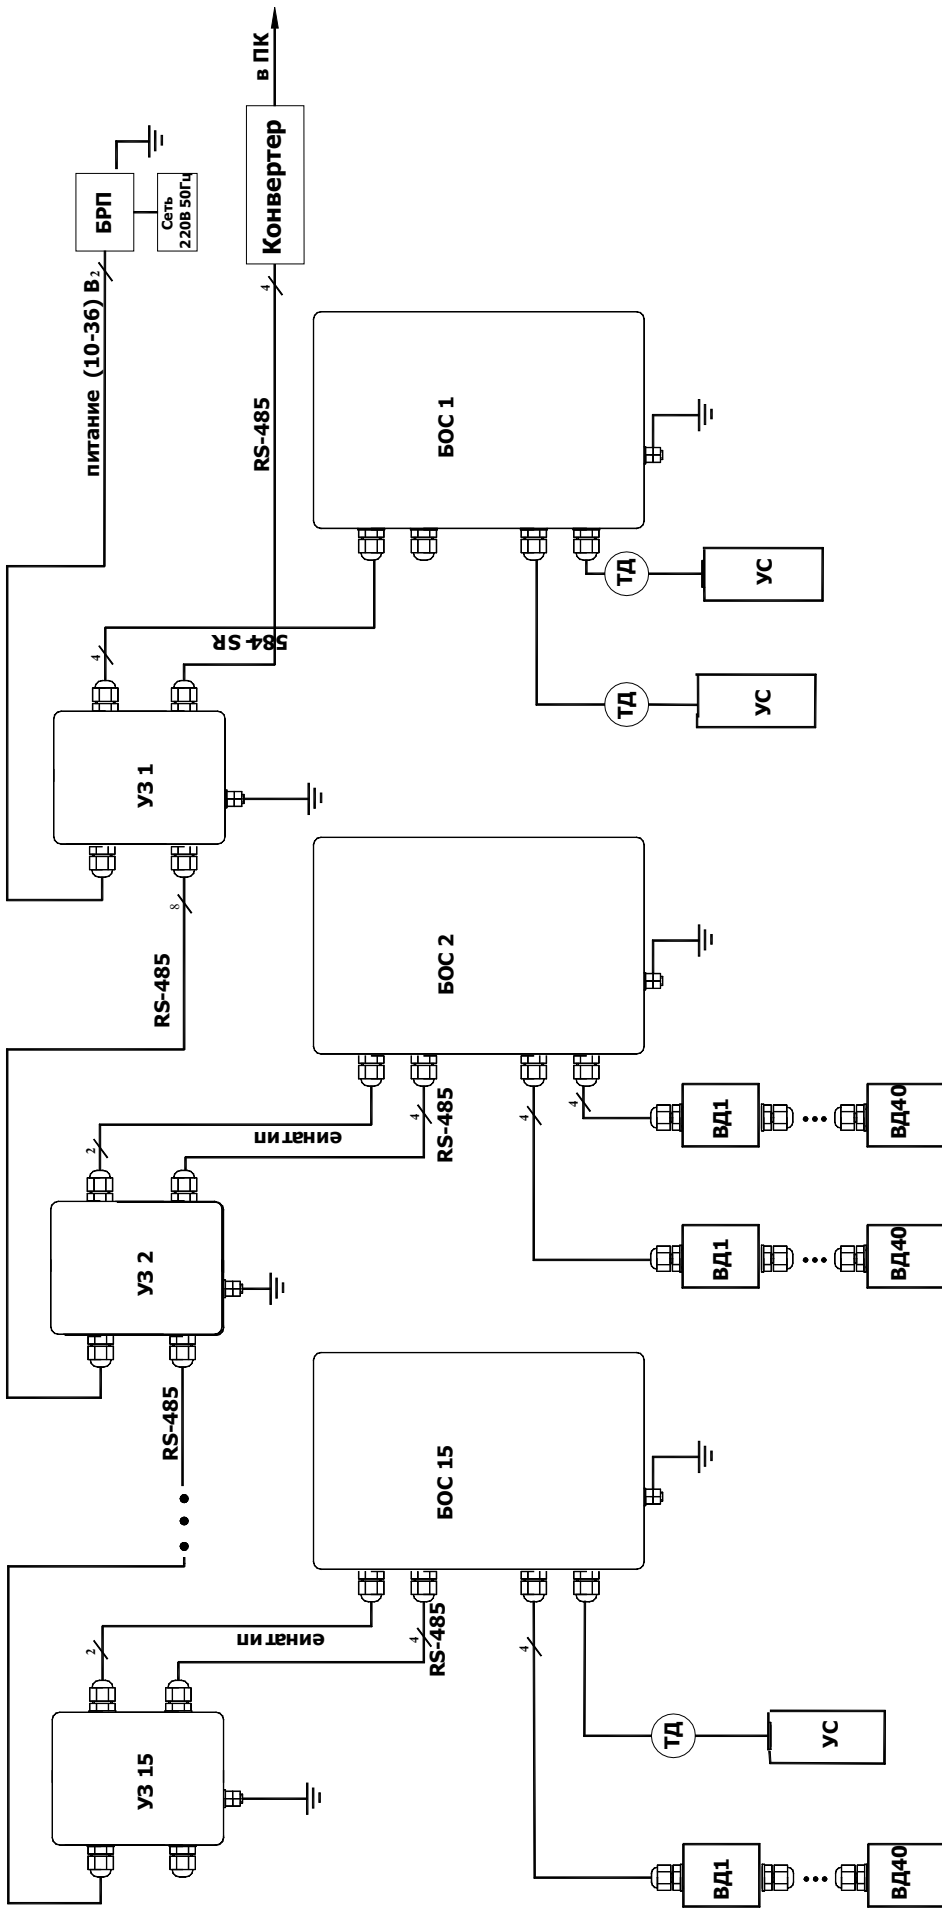 питание (10-36) В
2
БРП
Сеть
220В 50Гц
УЗ 15
2
RS-485
УЗ 2
2
RS-485
8
УЗ 1
4
RS-485
RS-485
4
Конвертер
в ПК
питание
4
RS-485
питание
4
RS-485
БОС 15
БОС 2
БОС 1
4
4
4
ТД
ТД
ТД
ВД1
УС
ВД1
ВД1
УС
УС
ВД40
ВД40
ВД40